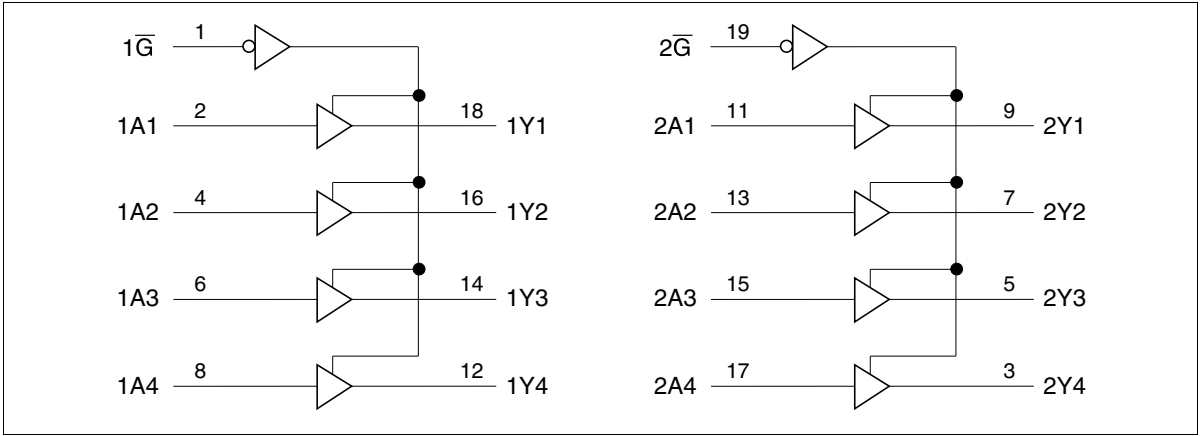 1G̅ 1
1A1 2 18 1Y1
1A2 4 16 1Y2
1A3 6 14 1Y3
1A4 8 12 1Y4
2G̅ 19
2A1 11 9 2Y1
2A2 13 7 2Y2
2A3 15 5 2Y3
2A4 17 3 2Y4